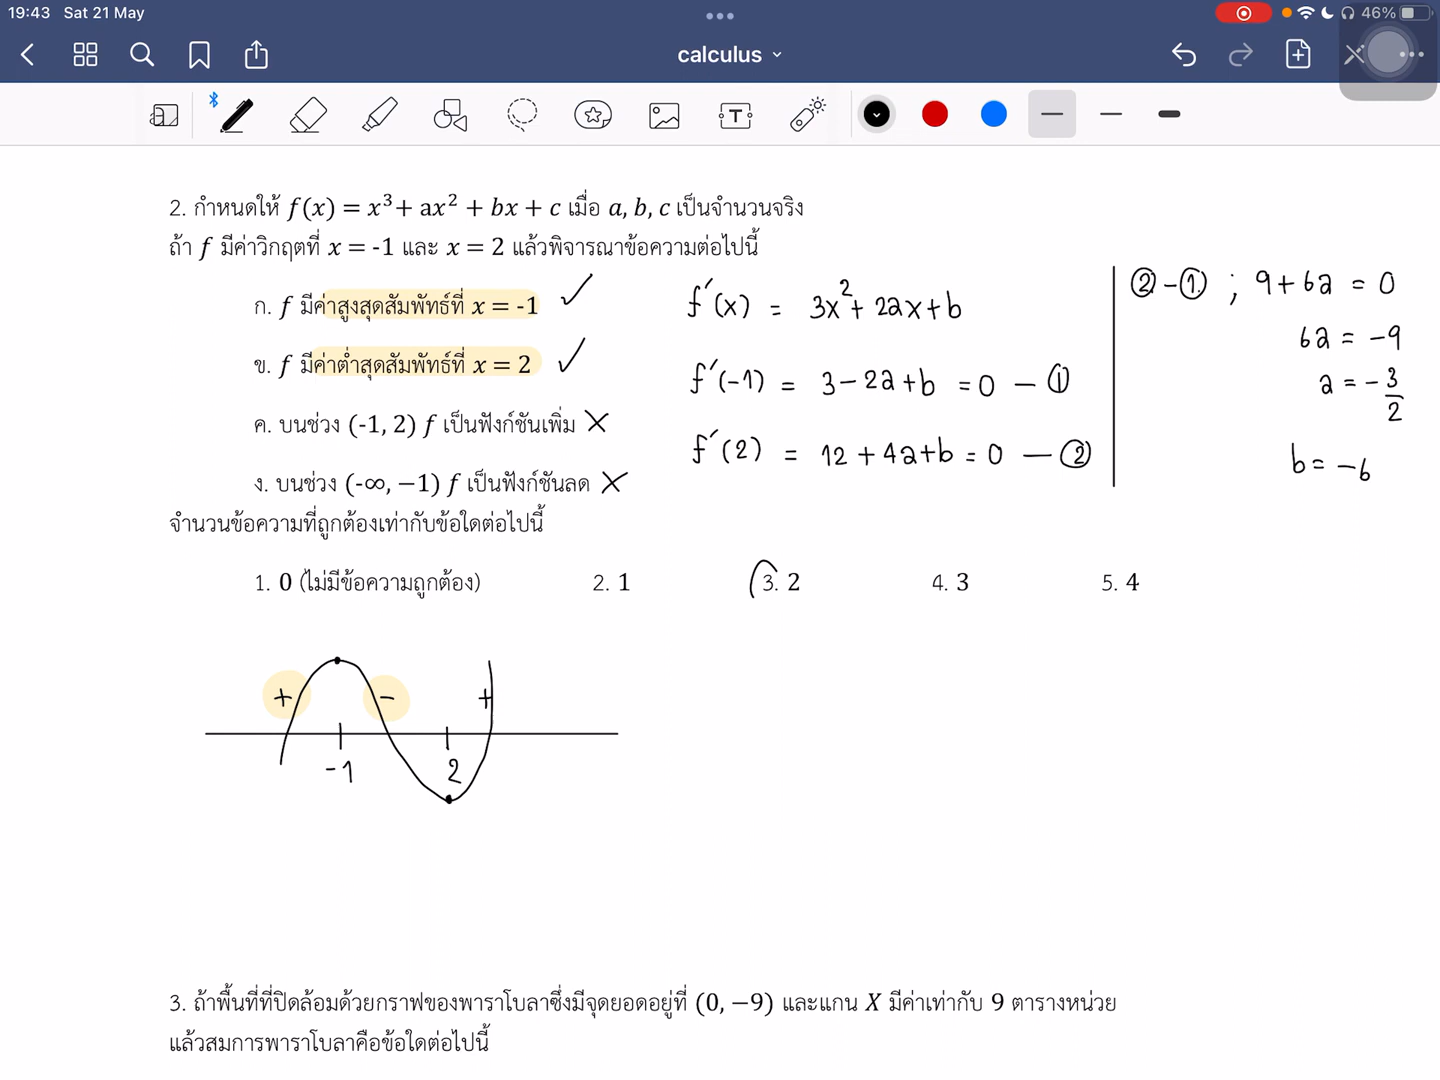 19:43 Sat 21 May
46%
calculus
2. กำหนดให้ f(x) = x³+ ax² + bx + c เมื่อ a, b, c เป็นจำนวนจริง
ถ้า f มีค่าวิกฤตที่ x = -1 และ x = 2 แล้วพิจารณาข้อความต่อไปนี้
ก. f มีค่าสูงสุดสัมพัทธ์ที่ x = -1 ✓
ข. f มีค่าต่ำสุดสัมพัทธ์ที่ x = 2 ✓
ค. บนช่วง (-1, 2) f เป็นฟังก์ชันเพิ่ม ×
ง. บนช่วง (-∞, −1) f เป็นฟังก์ชันลด ×
จำนวนข้อความที่ถูกต้องเท่ากับข้อใดต่อไปนี้
f′(x) = 3x² + 2ax + b
f′(-1) = 3 − 2a + b = 0 — ①
f′(2) = 12 + 4a + b = 0 — ②
② − ① ; 9 + 6a = 0
6a = −9
a = −3/2
b = −6
1. 0 (ไม่มีข้อความถูกต้อง) 2. 1 3. 2 4. 3 5. 4
+ − +
-1 2
3. ถ้าพื้นที่ที่ปิดล้อมด้วยกราฟของพาราโบลาซึ่งมีจุดยอดอยู่ที่ (0, −9) และแกน X มีค่าเท่ากับ 9 ตารางหน่วย
แล้วสมการพาราโบลาคือข้อใดต่อไปนี้